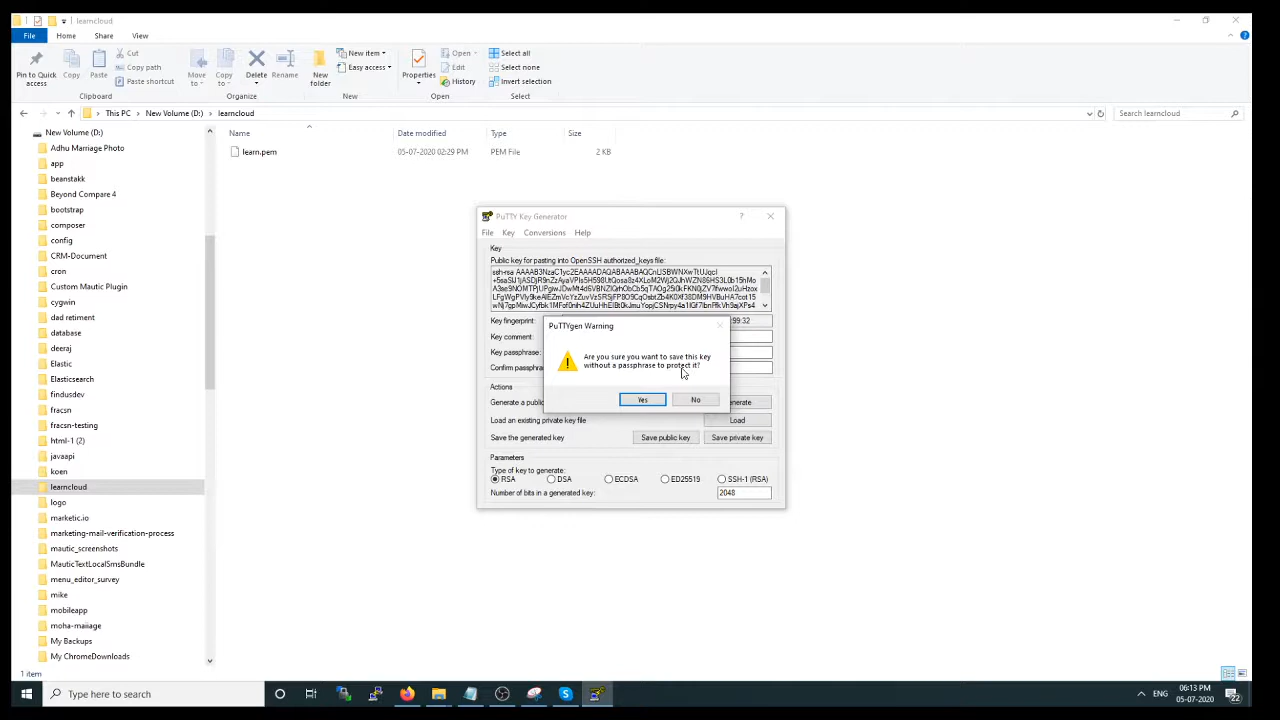 learncloud
File Home Share View
Pin to Quick access
Copy
Paste
Cut
Copy path
Paste shortcut
Clipboard
Move to
Copy to
Delete
Rename
Organize
New folder
New item
Easy access
New
Properties
Open
Edit
History
Open
Select all
Select none
Invert selection
Select
This PC > New Volume (D:) > learncloud
Search learncloud
Name Date modified Type Size
learn.pem 05-07-2020 02:29 PM PEM File 2 KB
New Volume (D:)
Adhu Marriage Photo
app
beanstakk
Beyond Compare 4
bootstrap
composer
config
CRM-Document
cron
Custom Mautic Plugin
cygwin
dad retiment
database
deeraj
Elastic
Elasticsearch
findusdev
fracsn
fracsn-testing
html-1 (2)
javaapi
koen
learncloud
logo
marketic.io
marketing-mail-verification-process
mautic_screenshots
MauticTextLocalSmsBundle
menu_editor_survey
mike
mobileapp
moha-maiiage
My Backups
My ChromeDownloads
1 item
PuTTY Key Generator
?
File Key Conversions Help
Key
Public key for pasting into OpenSSH authorized_keys file:
ssh-rsa
Key fingerprint: :99:32
Key comment:
Key passphrase:
Confirm passphra
PuTTYgen Warning
Are you sure you want to save this key
without a passphrase to protect it?
Yes No
Actions
Generate a publi enerate
Load an existing private key file Load
Save the generated key Save public key Save private key
Parameters
Type of key to generate:
RSA DSA ECDSA ED25519 SSH-1 (RSA)
Number of bits in a generated key: 2048
Type here to search
ENG
06:13 PM
05-07-2020
22